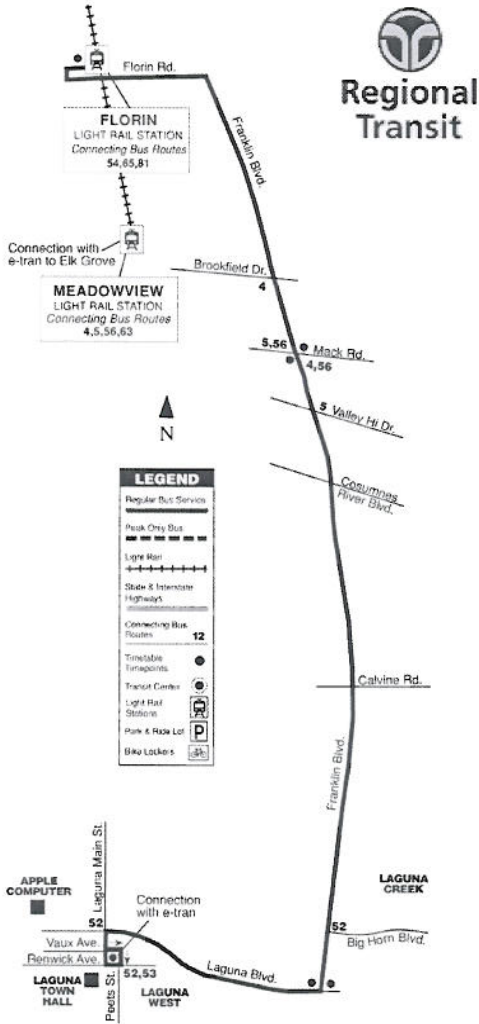 Regional
Transit
Florin Rd.
FLORIN
LIGHT RAIL STATION
Connecting Bus Routes
54,65,81
Franklin Blvd.
Connection with
e-tran to Elk Grove
MEADOWVIEW
LIGHT RAIL STATION
Connecting Bus Routes
4,5,56,63
Brookfield Dr.
4
5,56
Mack Rd.
4,56
5 Valley Hi Dr.
Cosumnes
River Blvd.
N
LEGEND
Regular Bus Service
Peak Only Bus
Light Rail
State & Interstate
Highways
Connecting Bus
Routes 12
Timetable
Timepoints
Transit Center
Light Rail
Stations
Park & Ride Lot P
Bike Lockers
Calvine Rd.
Franklin Blvd.
LAGUNA
CREEK
52
Big Horn Blvd.
Laguna Main St.
APPLE
COMPUTER
Connection
with e-tran
52
Vaux Ave.
Renwick Ave.
52,53
LAGUNA
TOWN
HALL
Poets St.
LAGUNA
WEST
Laguna Blvd.